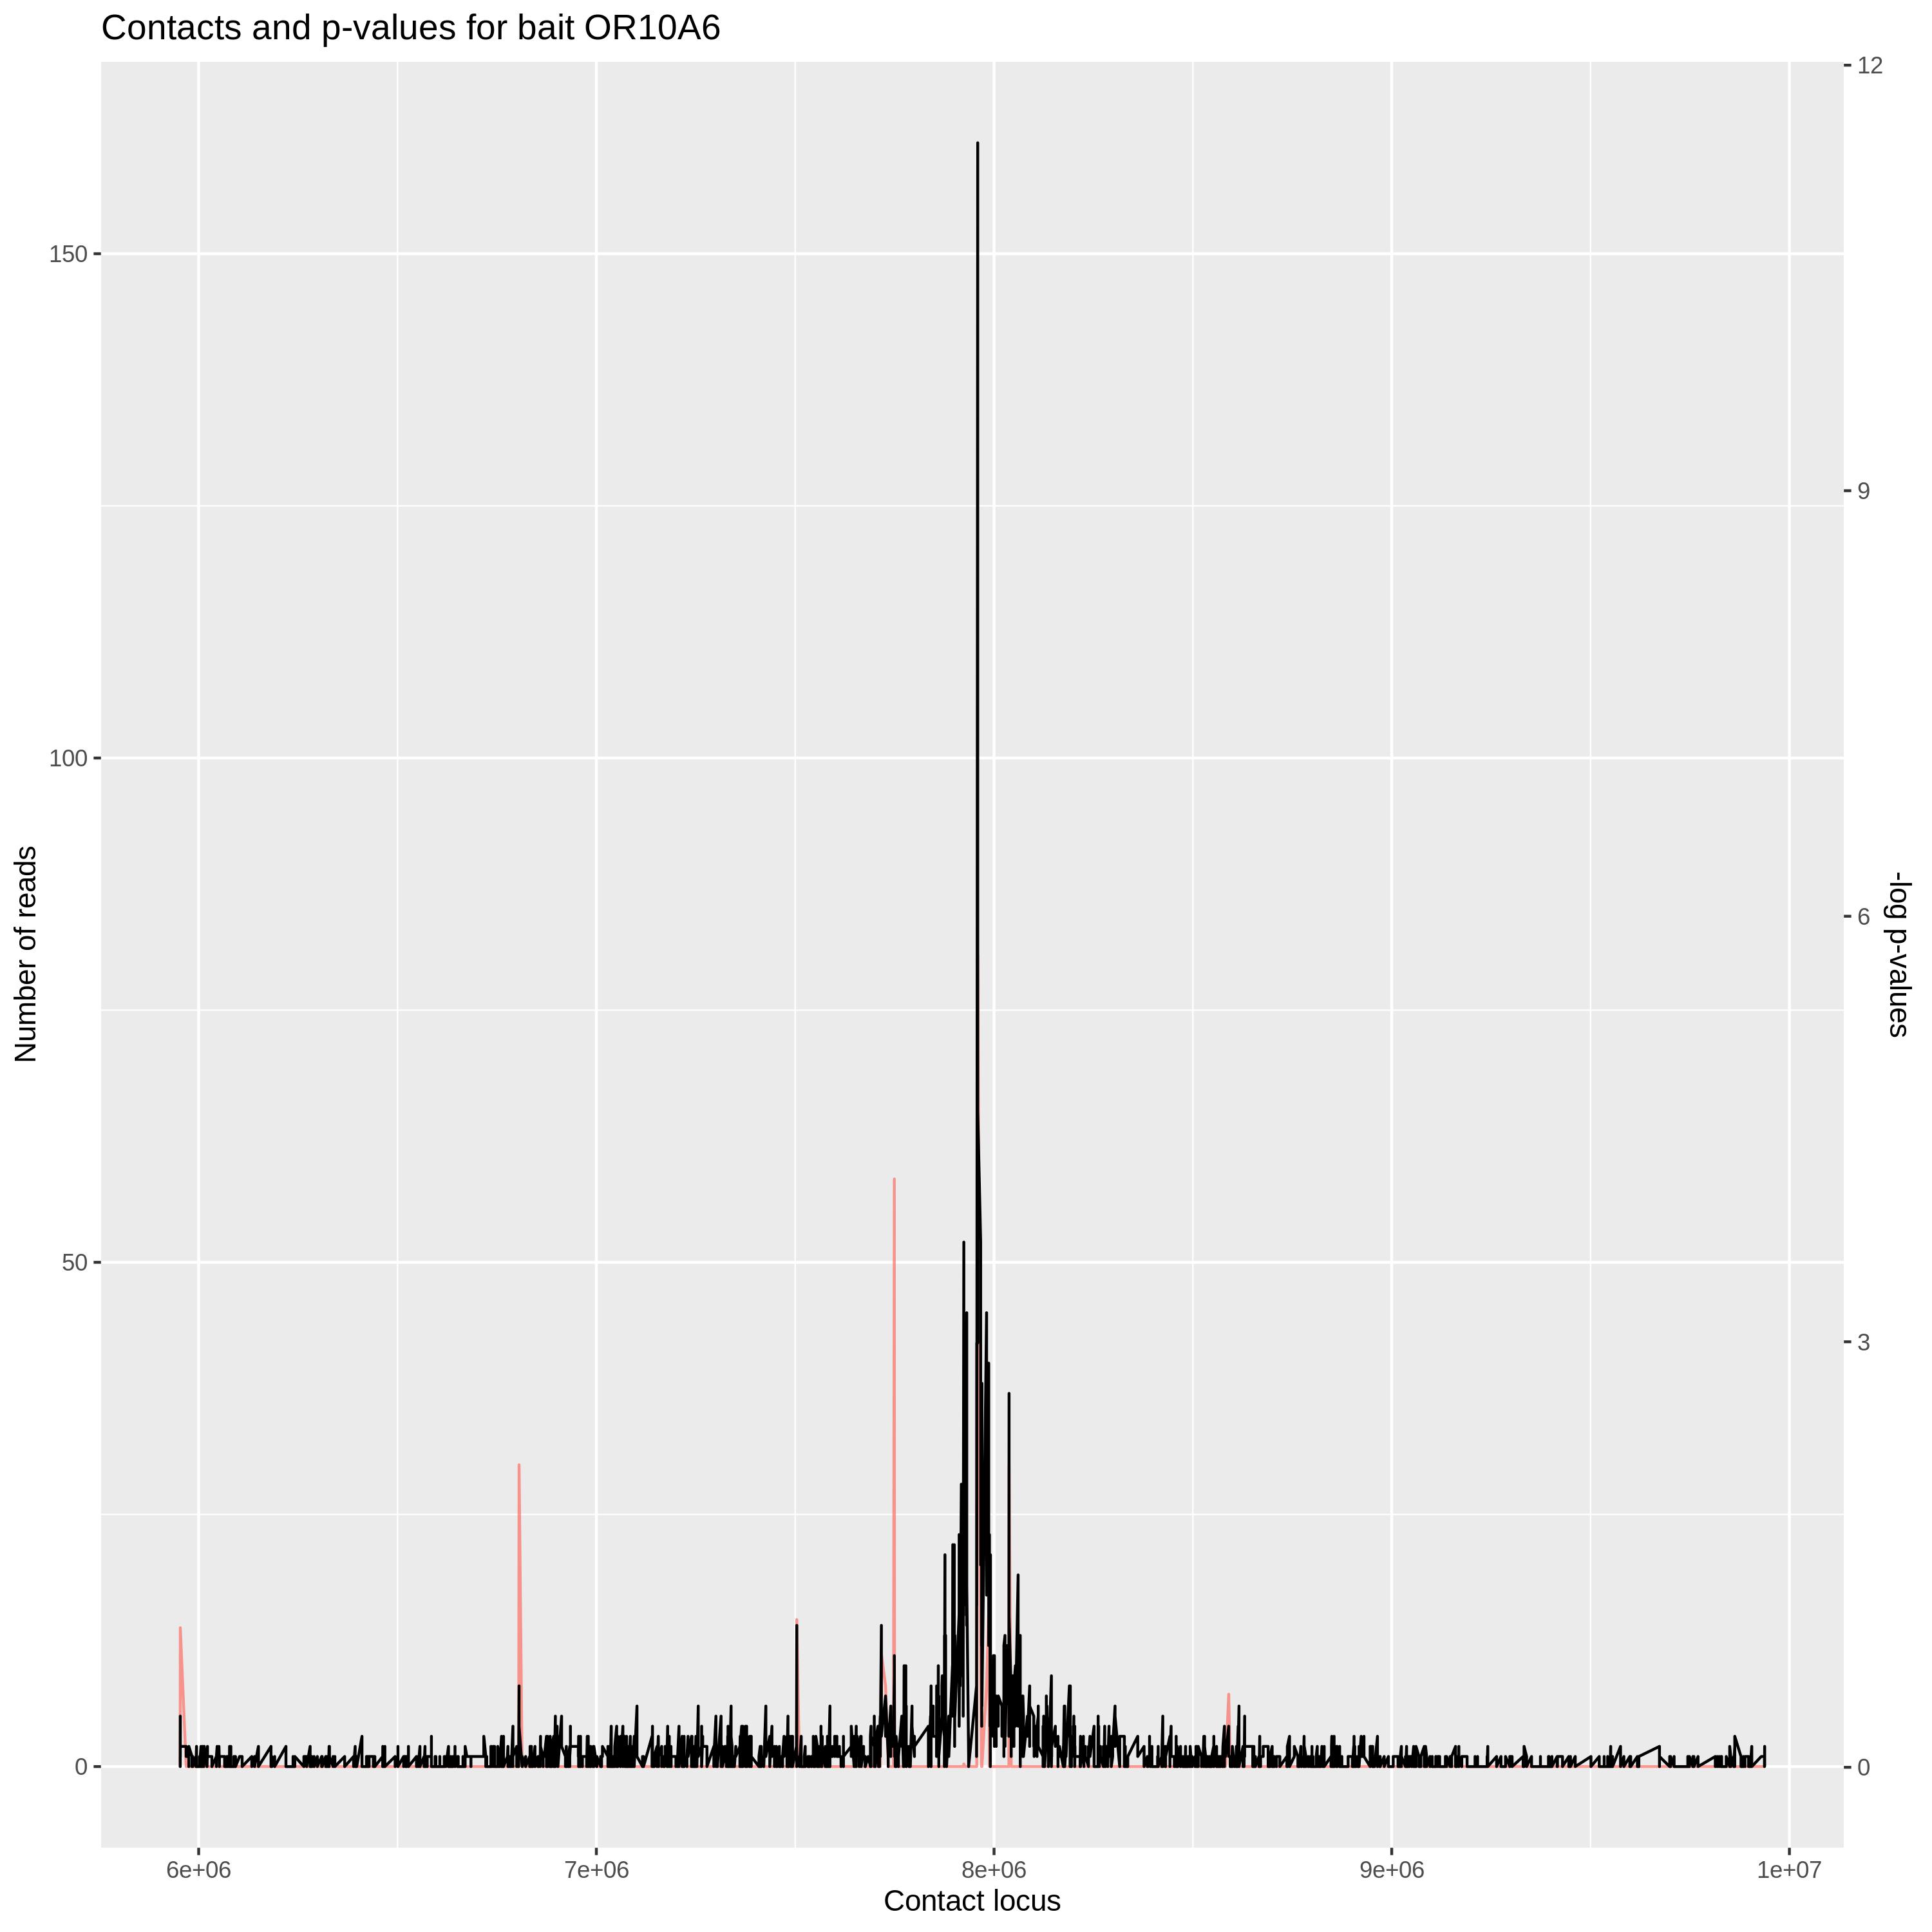 Contacts and p-values for bait OR10A6
12
150
9
100
6
Number of reads
-log p-values
50
3
0
0
6e+06
7e+06
8e+06
9e+06
1e+07
Contact locus